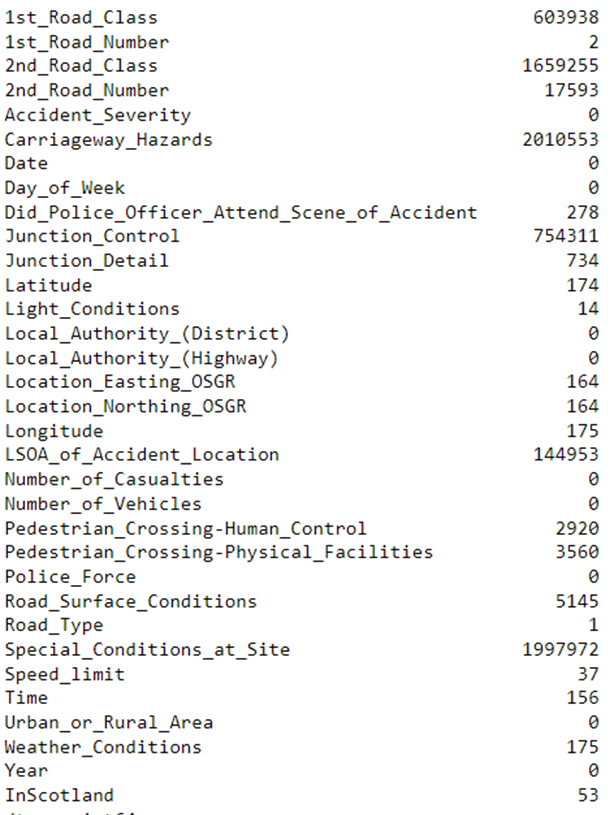 1st_Road_Class 603938
1st_Road_Number 2
2nd_Road_Class 1659255
2nd_Road_Number 17593
Accident_Severity 0
Carriageway_Hazards 2010553
Date 0
Day_of_Week 0
Did_Police_Officer_Attend_Scene_of_Accident 278
Junction_Control 754311
Junction_Detail 734
Latitude 174
Light_Conditions 14
Local_Authority_(District) 0
Local_Authority_(Highway) 0
Location_Easting_OSGR 164
Location_Northing_OSGR 164
Longitude 175
LSOA_of_Accident_Location 144953
Number_of_Casualties 0
Number_of_Vehicles 0
Pedestrian_Crossing-Human_Control 2920
Pedestrian_Crossing-Physical_Facilities 3560
Police_Force 0
Road_Surface_Conditions 5145
Road_Type 1
Special_Conditions_at_Site 1997972
Speed_limit 37
Time 156
Urban_or_Rural_Area 0
Weather_Conditions 175
Year 0
InScotland 53